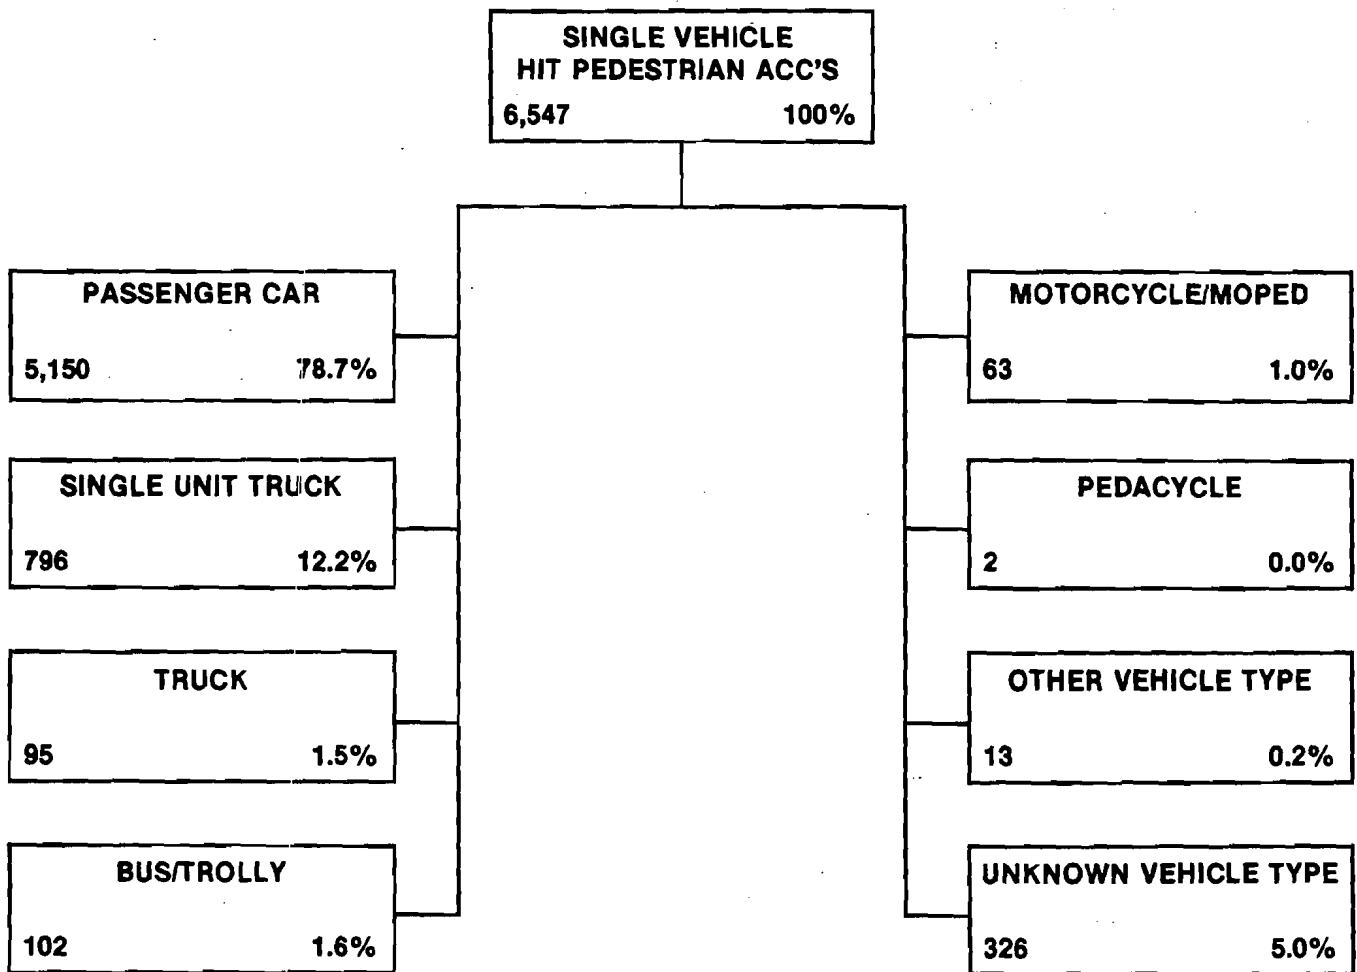 SINGLE VEHICLE
HIT PEDESTRIAN ACC'S
6,547 100%
PASSENGER CAR
5,150 78.7%
SINGLE UNIT TRUCK
796 12.2%
TRUCK
95 1.5%
BUS/TROLLY
102 1.6%
MOTORCYCLE/MOPED
63 1.0%
PEDACYCLE
2 0.0%
OTHER VEHICLE TYPE
13 0.2%
UNKNOWN VEHICLE TYPE
326 5.0%